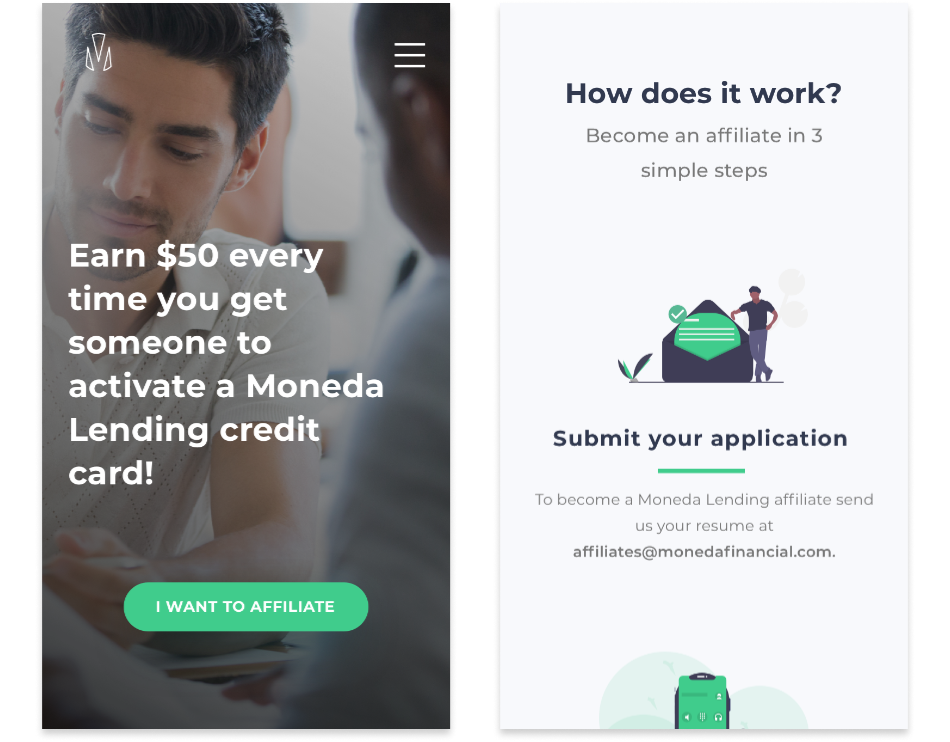 Earn $50 every
time you get
someone to
activate a Moneda
Lending credit
card!
I WANT TO AFFILIATE
How does it work?
Become an affiliate in 3
simple steps
Submit your application
To become a Moneda Lending affiliate send
us your resume at
affiliates@monedafinancial.com.